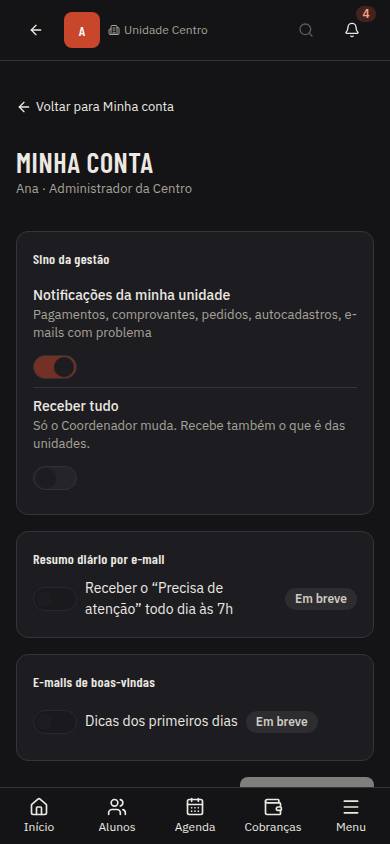 4
A
Unidade Centro
Voltar para Minha conta
MINHA CONTA
Ana · Administrador da Centro
Sino da gestão
Notificações da minha unidade
Pagamentos, comprovantes, pedidos, autocadastros, e-
mails com problema
Receber tudo
Só o Coordenador muda. Recebe também o que é das
unidades.
Resumo diário por e-mail
Receber o “Precisa de
atenção” todo dia às 7h
Em breve
E-mails de boas-vindas
Dicas dos primeiros dias
Em breve
Início
Alunos
Agenda
Cobranças
Menu